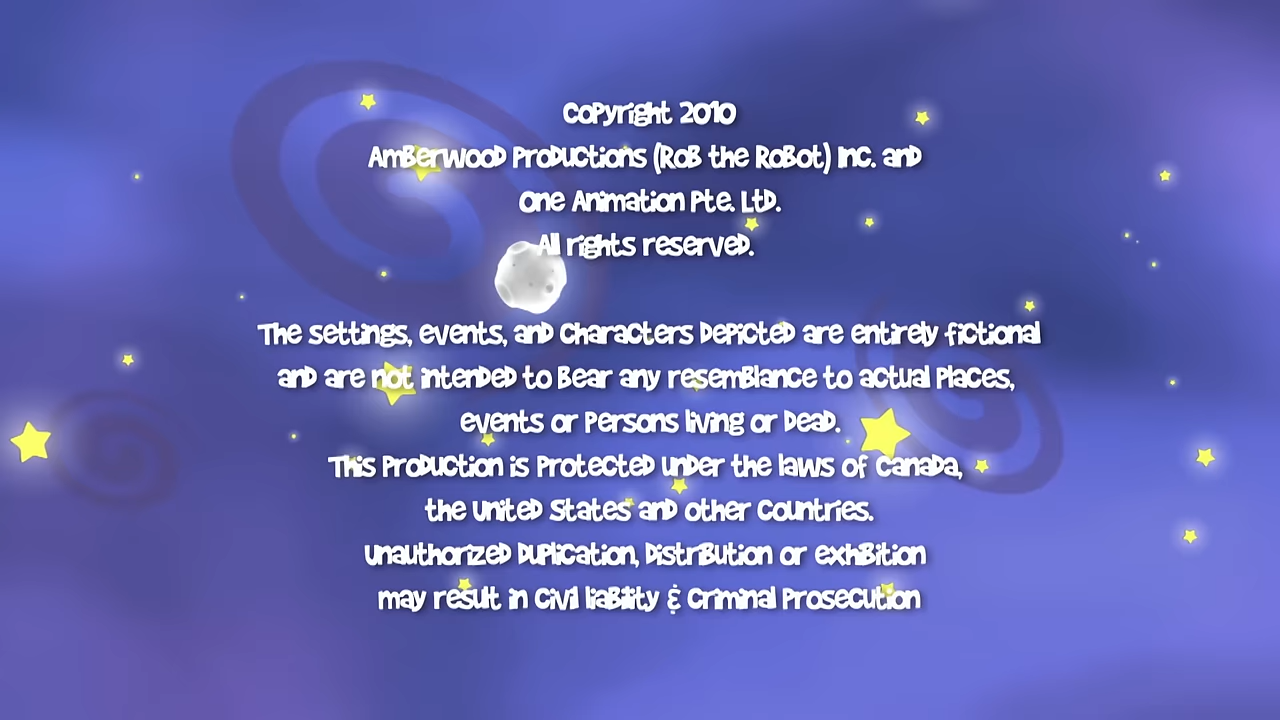 Copyright 2010
Amberwood Productions (Rob the Robot) Inc. and
One Animation Pte. Ltd.
All rights reserved.
The settings, events, and characters depicted are entirely fictional
and are not intended to bear any resemblance to actual places,
events or persons living or dead.
This production is protected under the laws of Canada,
the United States and other countries.
Unauthorized duplication, distribution or exhibition
may result in civil liability & criminal prosecution